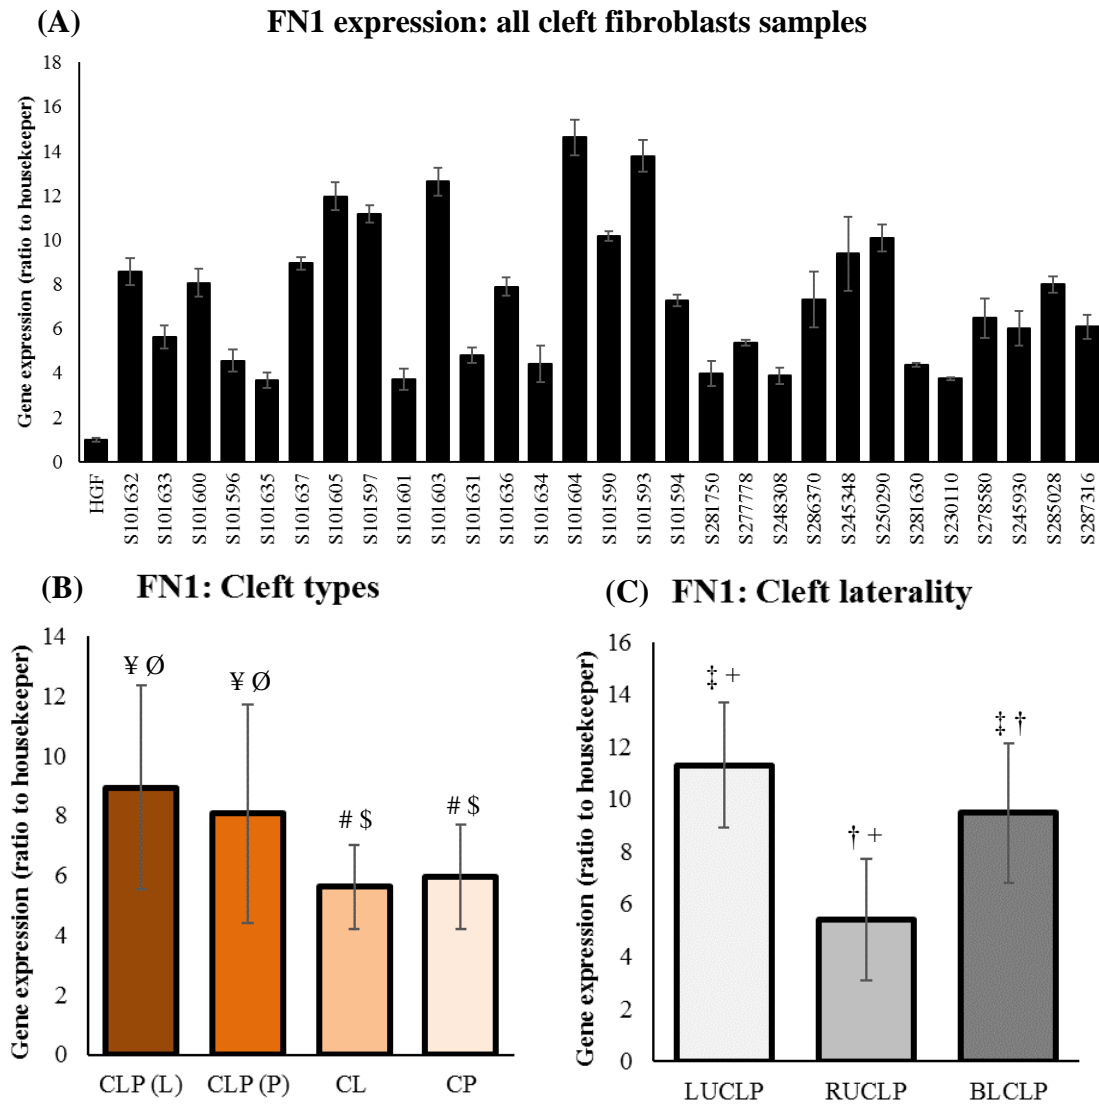 (A) FN1 expression: all cleft fibroblasts samples
Gene expression (ratio to housekeeper)
18
16
14
12
10
8
6
4
2
0
HGF
S101632
S101633
S101600
S101596
S101635
S101637
S101605
S101597
S101601
S101603
S101631
S101636
S101634
S101604
S101590
S101593
S101594
S281750
S277778
S248308
S286370
S245348
S250290
S281630
S230110
S278580
S245930
S285028
S287316
(B) FN1: Cleft types
Gene expression (ratio to housekeeper)
14
12
10
8
6
4
2
0
¥ Ø
¥ Ø
# $
# $
CLP (L)
CLP (P)
CL
CP
(C) FN1: Cleft laterality
Gene expression (ratio to housekeeper)
16
14
12
10
8
6
4
2
0
‡ +
† +
‡ †
LUCLP
RUCLP
BLCLP